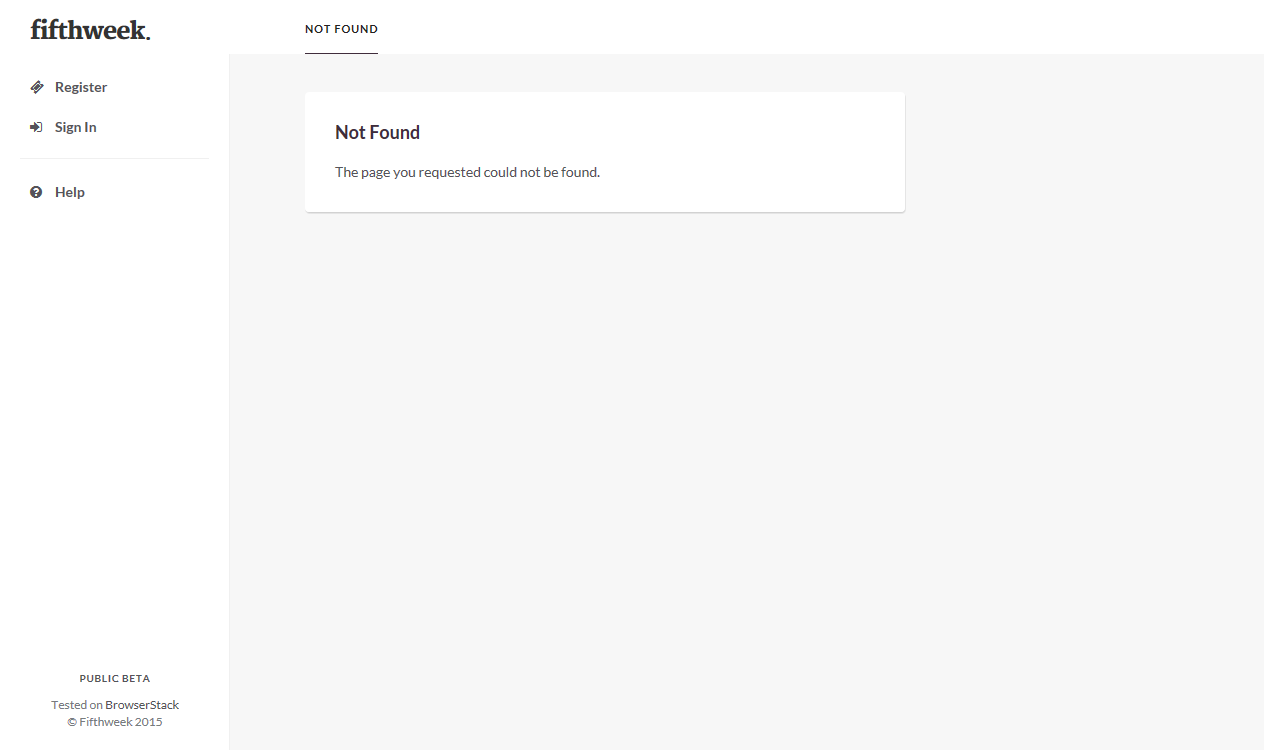 fifthweek.
NOT FOUND
Register
Sign In
Help
Not Found
The page you requested could not be found.
PUBLIC BETA
Tested on BrowserStack
© Fifthweek 2015